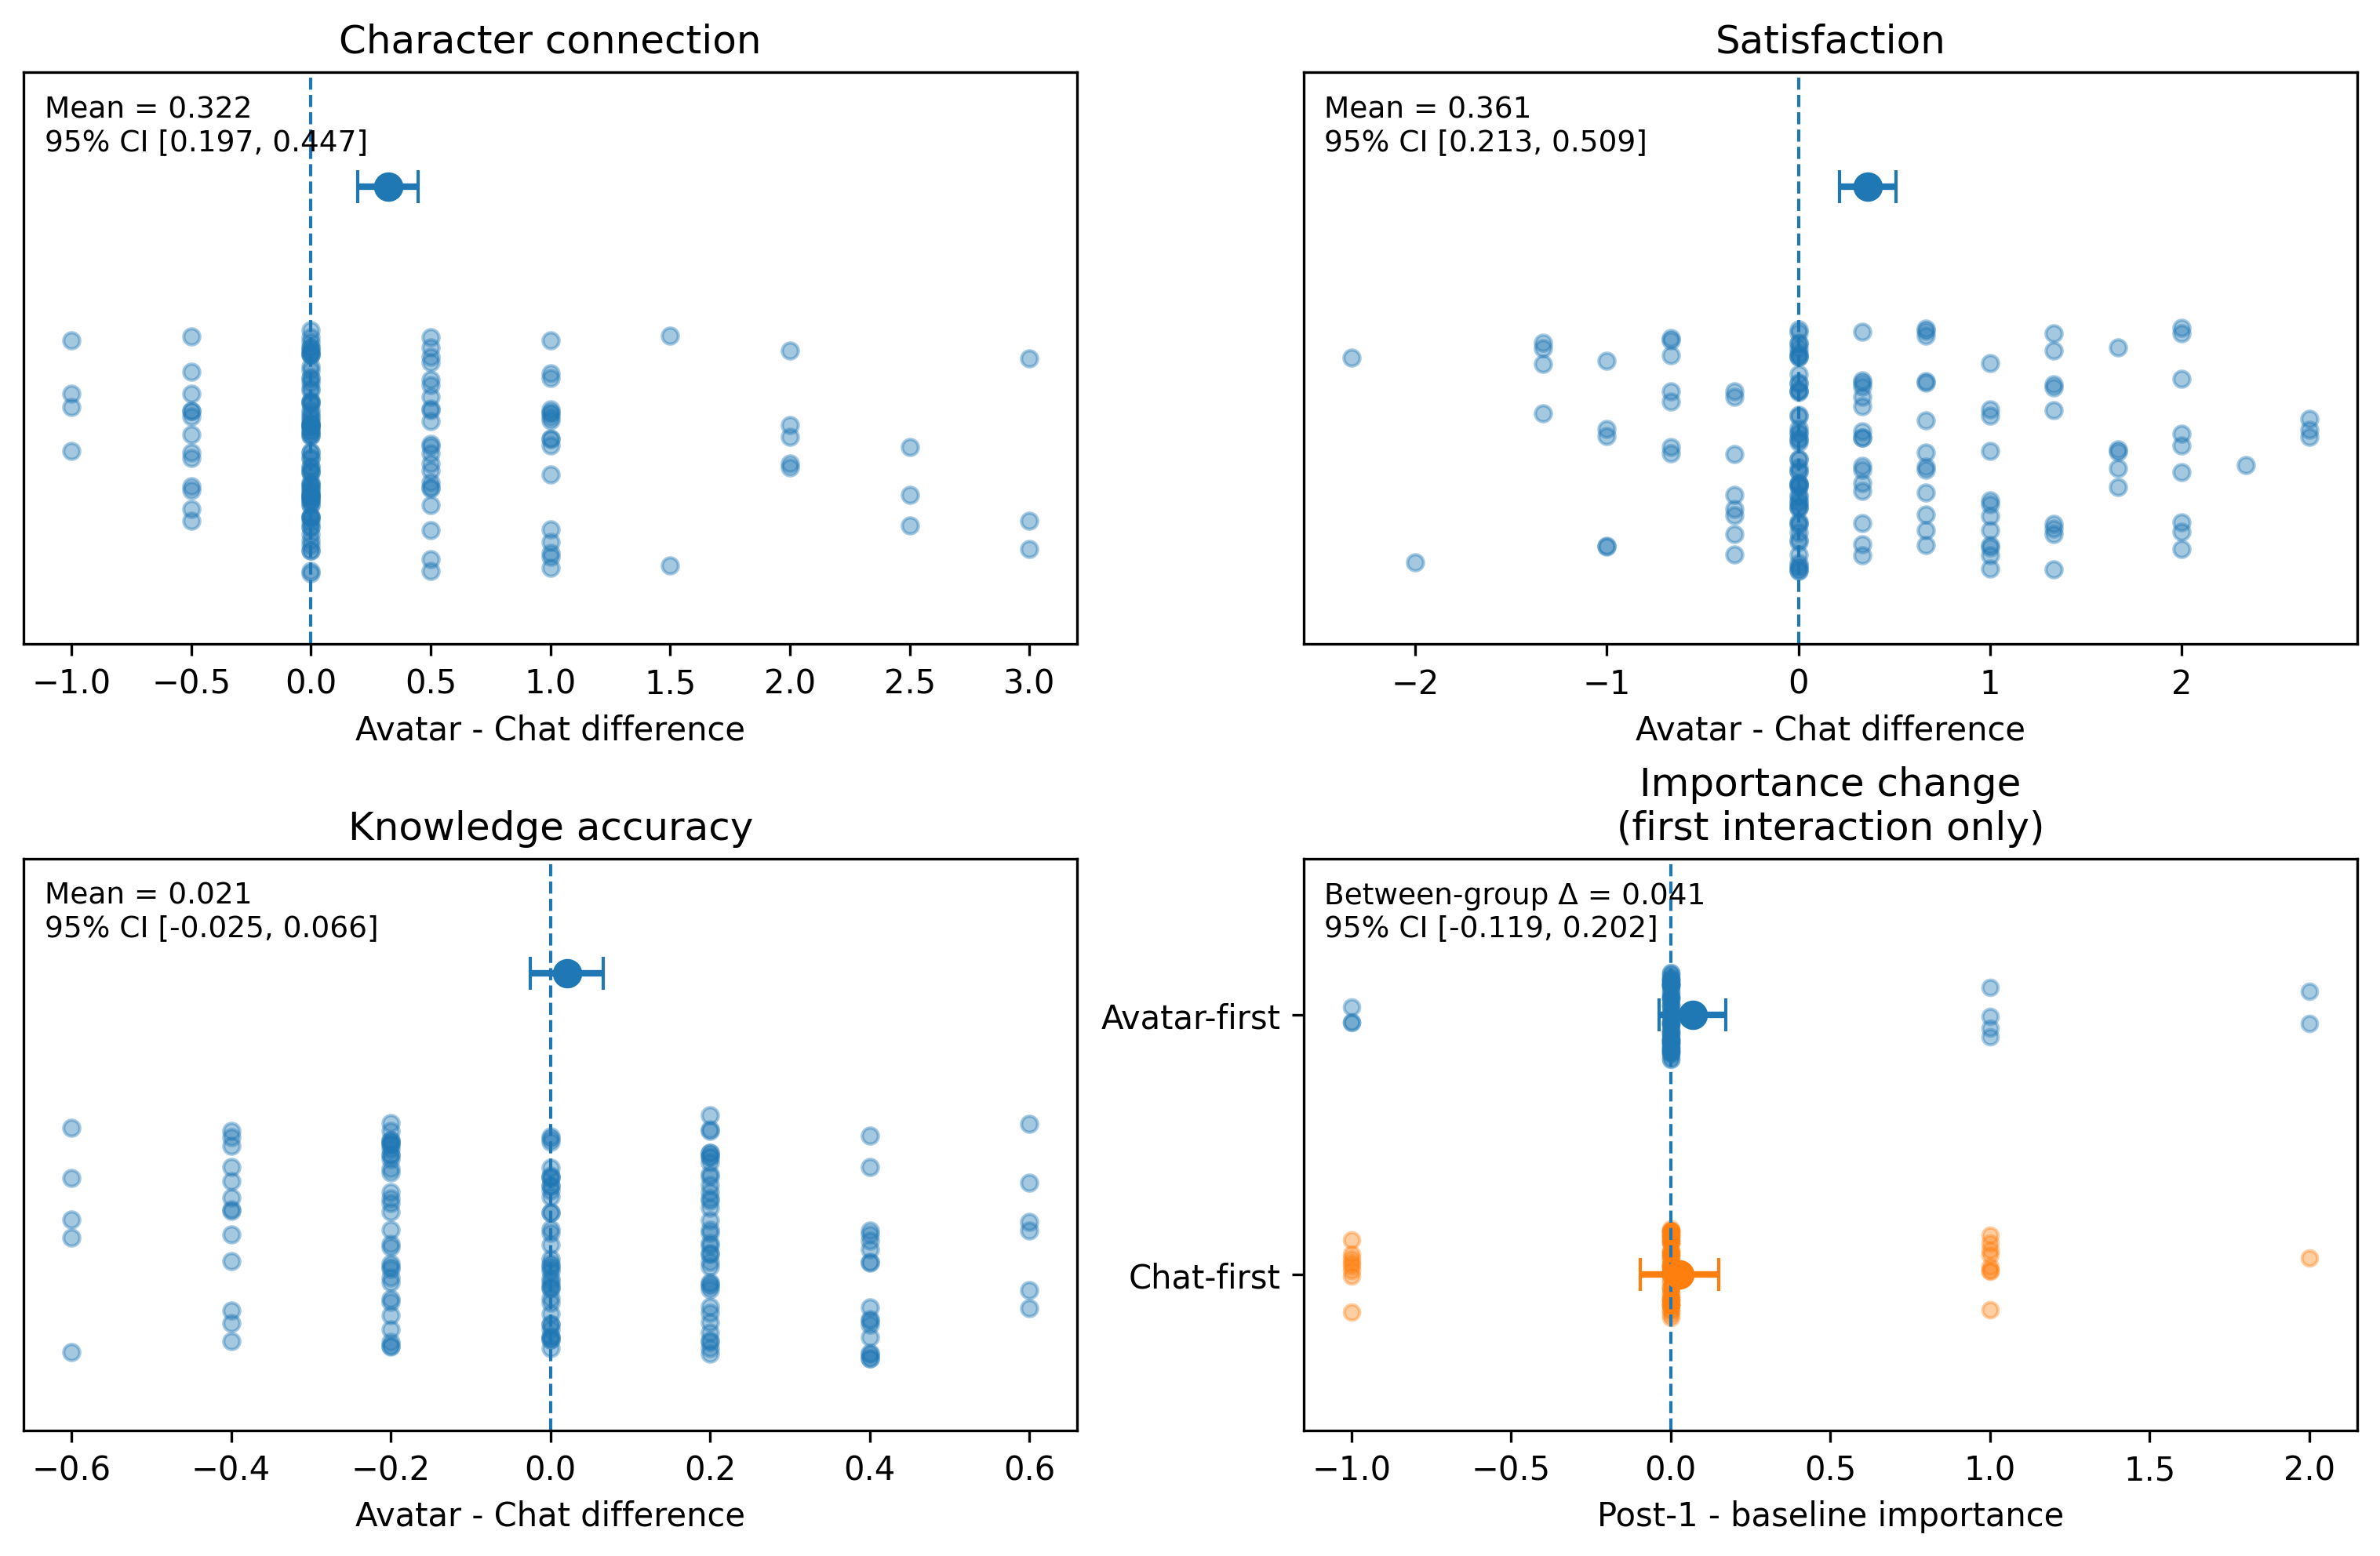 Character connection
Mean = 0.322
95% CI [0.197, 0.447]
−1.0 −0.5 0.0 0.5 1.0 1.5 2.0 2.5 3.0
Avatar - Chat difference
Satisfaction
Mean = 0.361
95% CI [0.213, 0.509]
−2 −1 0 1 2
Avatar - Chat difference
Knowledge accuracy
Mean = 0.021
95% CI [-0.025, 0.066]
−0.6 −0.4 −0.2 0.0 0.2 0.4 0.6
Avatar - Chat difference
Importance change
(first interaction only)
Between-group Δ = 0.041
95% CI [-0.119, 0.202]
Avatar-first
Chat-first
−1.0 −0.5 0.0 0.5 1.0 1.5 2.0
Post-1 - baseline importance